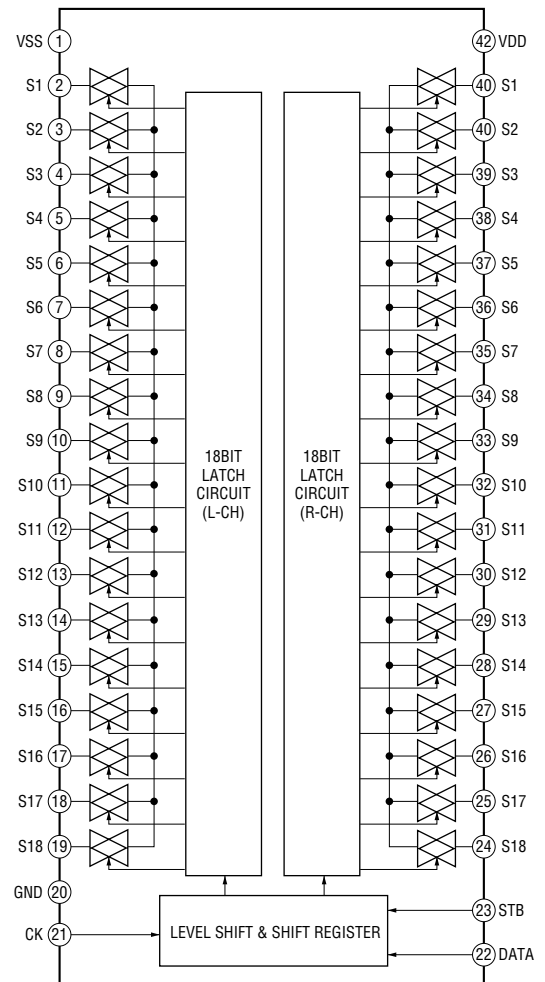 VSS 1
42 VDD
S1 2
40 S1
S2 3
40 S2
S3 4
39 S3
S4 5
38 S4
S5 6
37 S5
S6 7
36 S6
S7 8
35 S7
S8 9
34 S8
S9 10
33 S9
18BIT
LATCH
CIRCUIT
(L-CH)
18BIT
LATCH
CIRCUIT
(R-CH)
S10 11
32 S10
S11 12
31 S11
S12 13
30 S12
S13 14
29 S13
S14 15
28 S14
S15 16
27 S15
S16 17
26 S16
S17 18
25 S17
S18 19
24 S18
GND 20
23 STB
CK 21
LEVEL SHIFT & SHIFT REGISTER
22 DATA